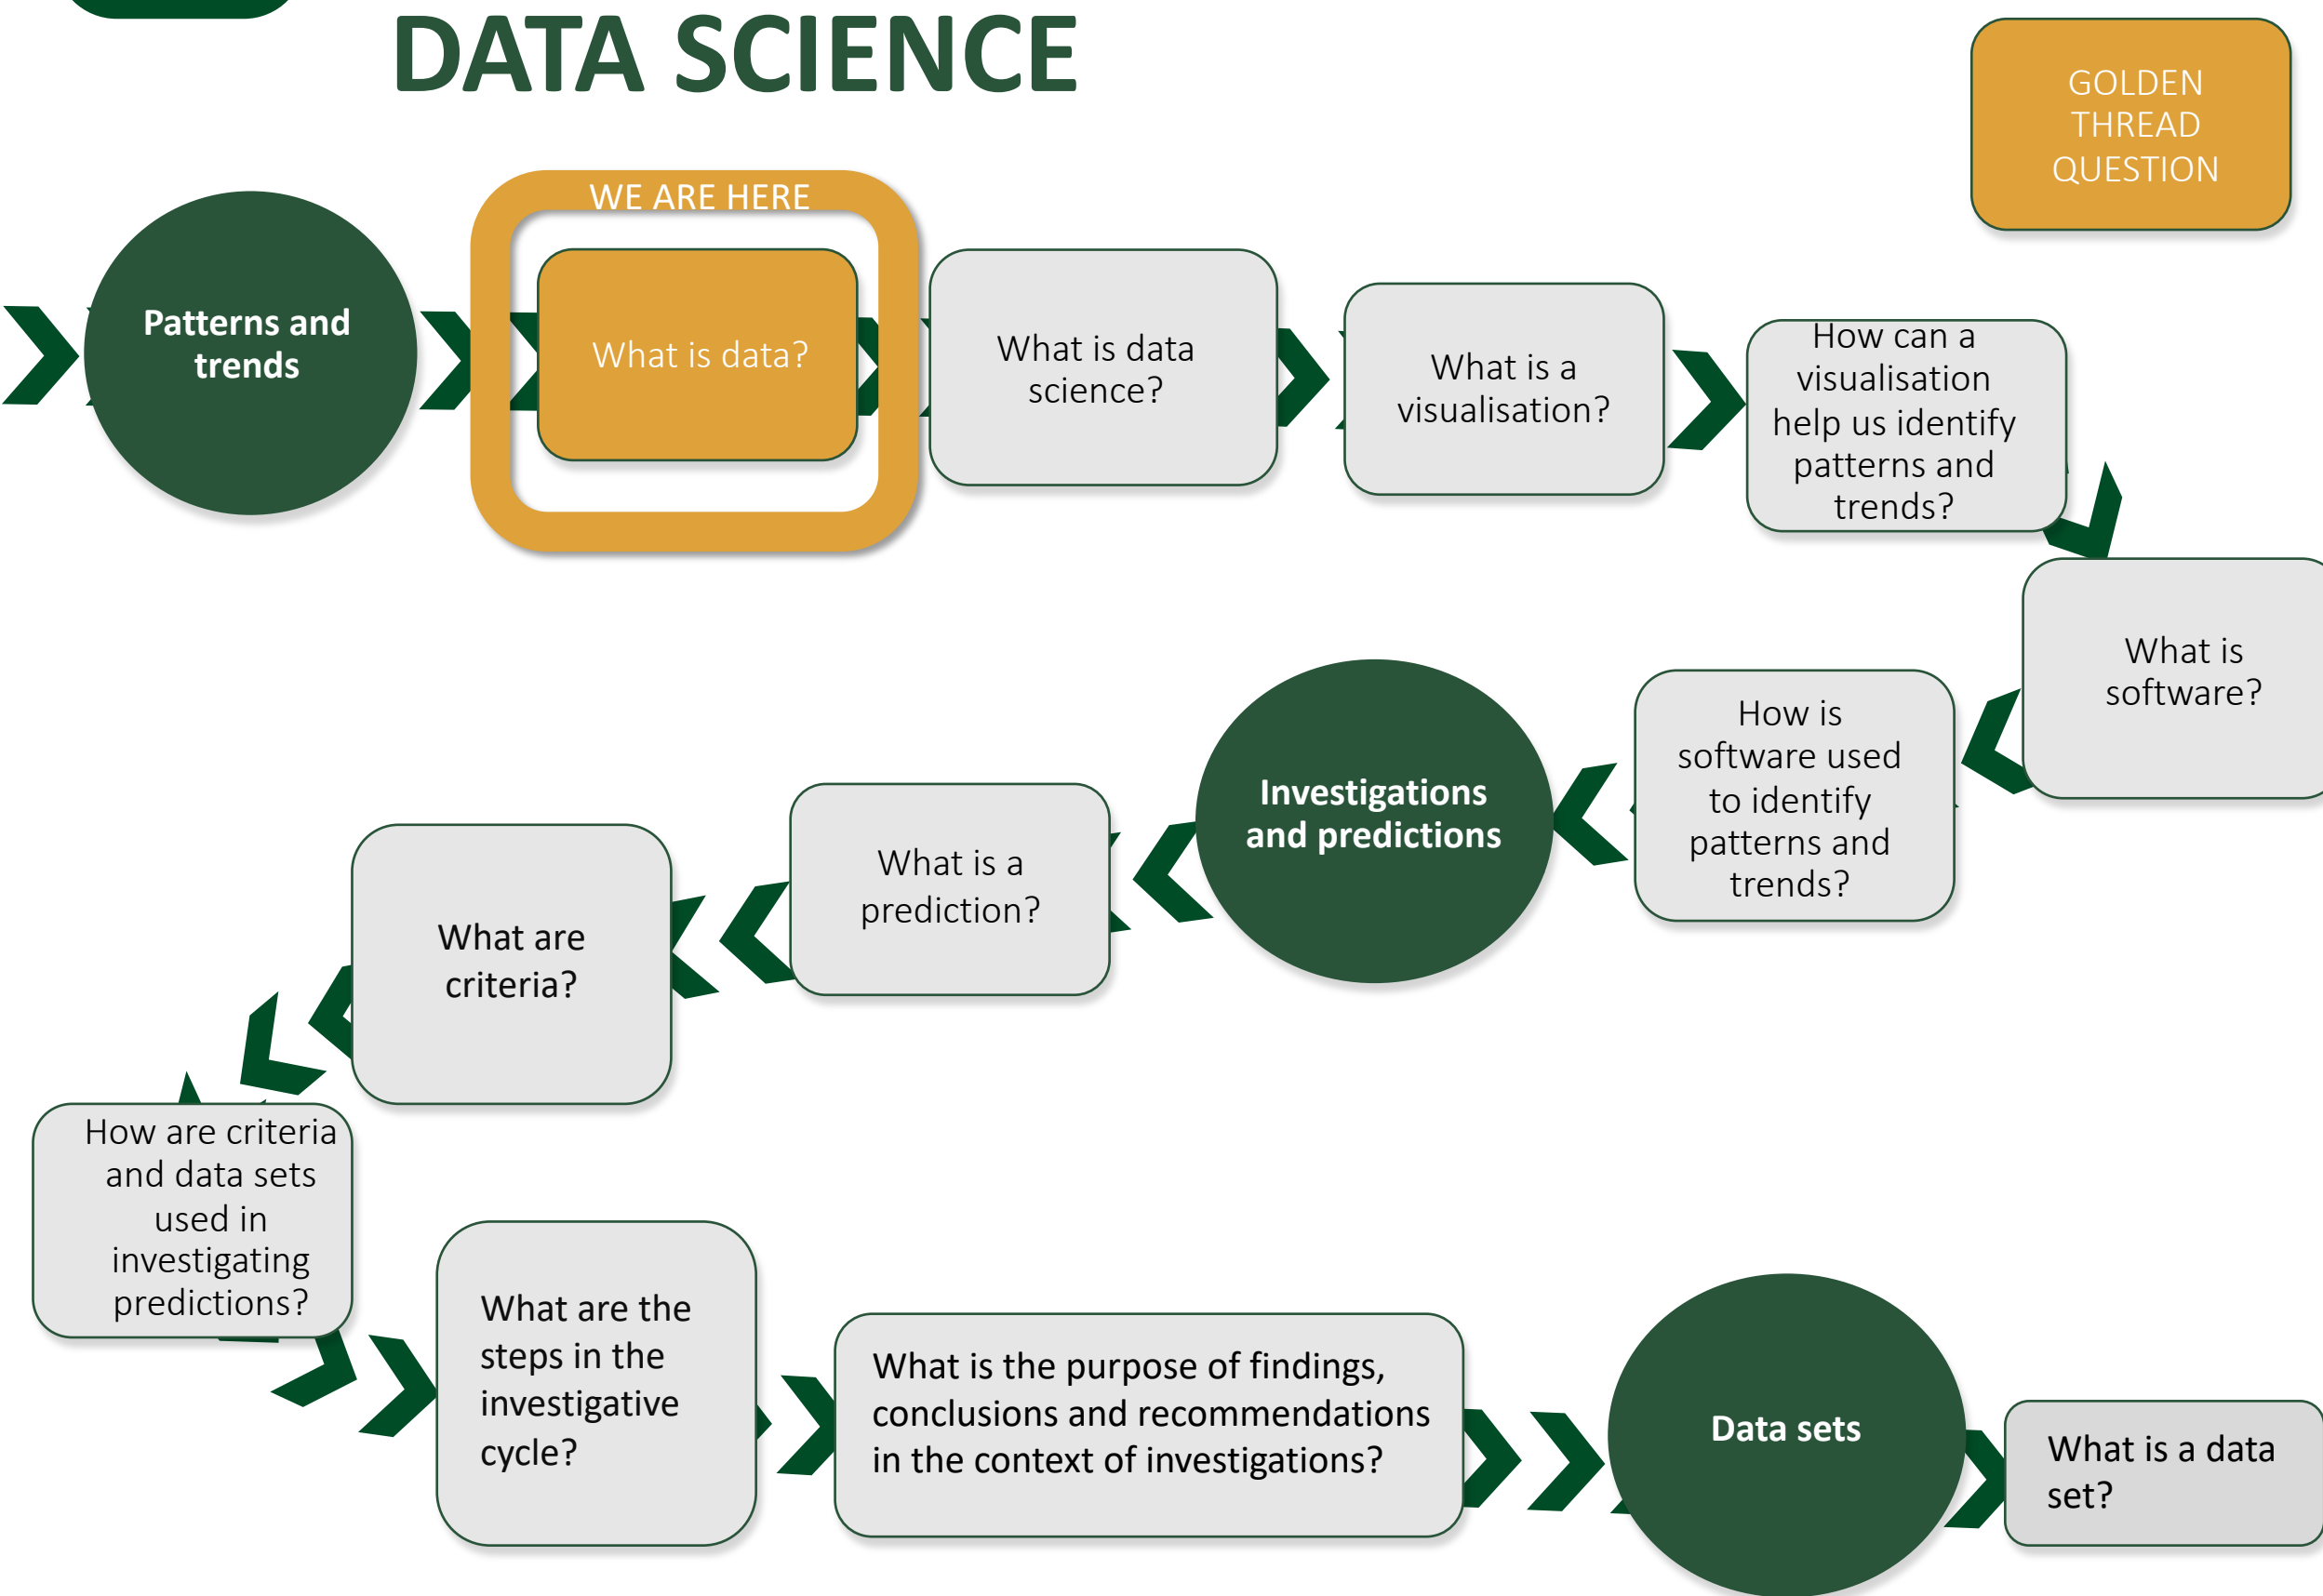 DATA SCIENCE
GOLDEN
THREAD
QUESTION
WE ARE HERE
Patterns and
trends
What is data?
What is data
science?
What is a
visualisation?
How can a
visualisation
help us identify
patterns and
trends?
What is
software?
How is
software used
to identify
patterns and
trends?
Investigations
and predictions
What is a
prediction?
What are
criteria?
How are criteria
and data sets
used in
investigating
predictions?
What are the
steps in the
investigative
cycle?
What is the purpose of findings,
conclusions and recommendations
in the context of investigations?
Data sets
What is a data
set?